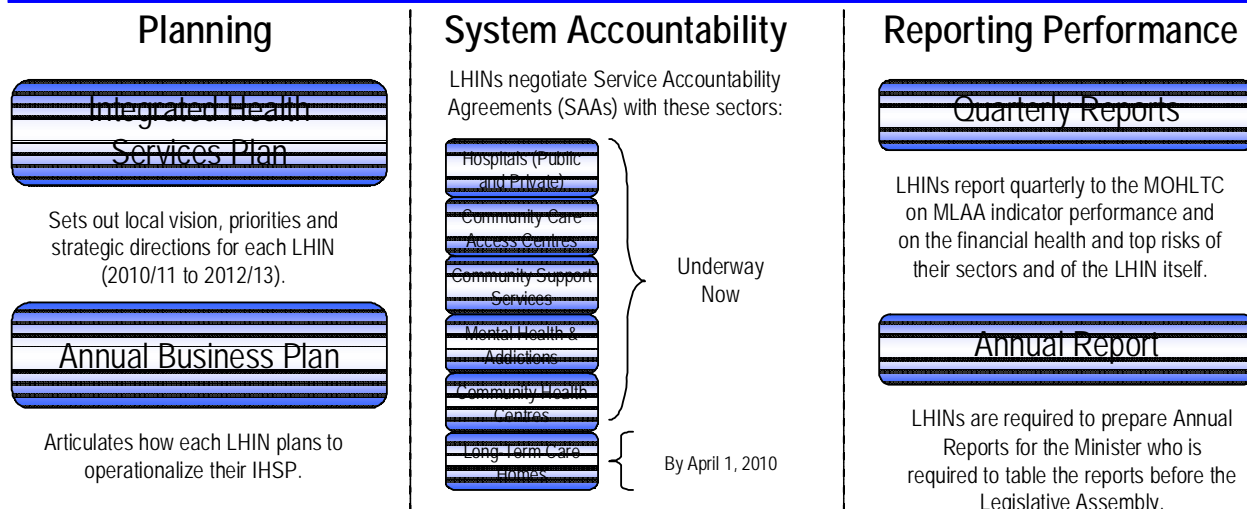 Planning
Integrated Health
Services Plan
Sets out local vision, priorities and
strategic directions for each LHIN
(2010/11 to 2012/13).
Annual Business Plan
Articulates how each LHIN plans to
operationalize their IHSP.
System Accountability
LHINs negotiate Service Accountability
Agreements (SAAs) with these sectors:
Hospitals (Public
and Private)
Community Care
Access Centres
Community Support
Services
Mental Health &
Addictions
Community Health
Centres
Underway
Now
Long-Term Care
Homes
By April 1, 2010
Reporting Performance
Quarterly Reports
LHINs report quarterly to the MOHLTC
on MLAA indicator performance and
on the financial health and top risks of
their sectors and of the LHIN itself.
Annual Report
LHINs are required to prepare Annual
Reports for the Minister who is
required to table the reports before the
Legislative Assembly.